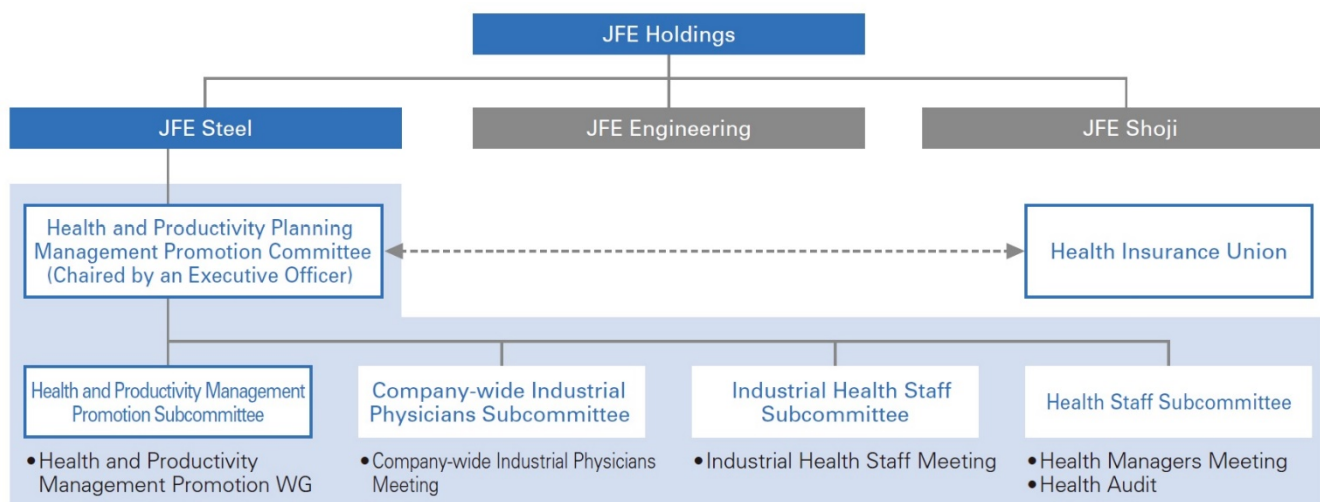 JFE Holdings
JFE Steel
JFE Engineering
JFE Shoji
Health and Productivity Planning
Management Promotion Committee
(Chaired by an Executive Officer)
Health Insurance Union
Health and Productivity Management
Promotion Subcommittee
Company-wide Industrial
Physicians Subcommittee
Industrial Health Staff
Subcommittee
Health Staff Subcommittee
•Health and Productivity
Management Promotion WG
•Company-wide Industrial Physicians
Meeting
•Industrial Health Staff Meeting
•Health Managers Meeting
•Health Audit